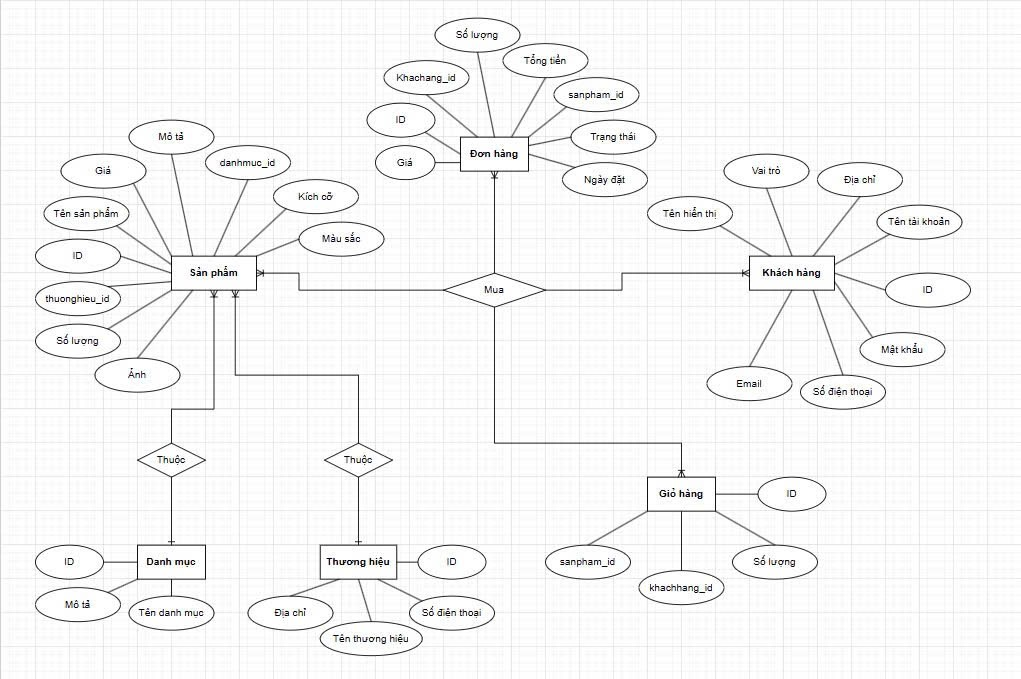 Số lượng
Tổng tiền
Khachang_id
sanpham_id
ID
Trạng thái
Đơn hàng
Giá
Ngày đặt
Mô tả
danhmuc_id
Giá
Kích cỡ
Tên sản phẩm
Màu sắc
ID
Sản phẩm
thuonghieu_id
Số lượng
Ảnh
Mua
Vai trò
Địa chỉ
Tên hiển thị
Tên tài khoản
Khách hàng
ID
Mật khẩu
Email
Số điện thoại
Thuộc
Thuộc
Giỏ hàng
ID
sanpham_id
Số lượng
khachhang_id
ID
Danh mục
Mô tả
Tên danh mục
Thương hiệu
ID
Địa chỉ
Số điện thoại
Tên thương hiệu